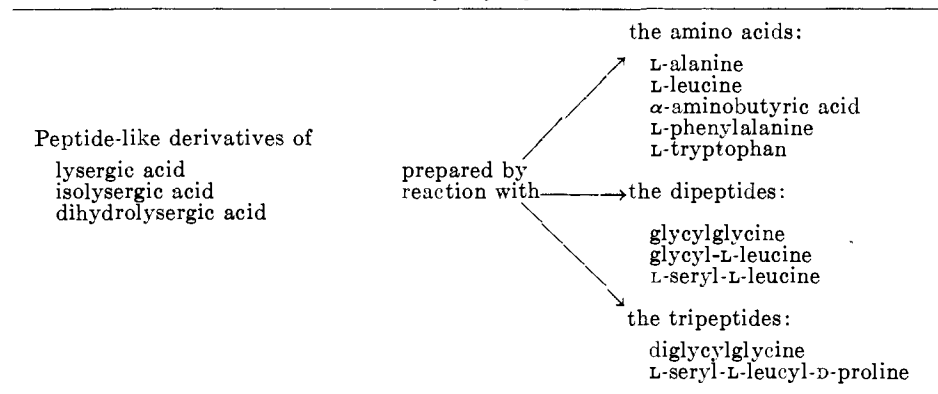 Peptide-like derivatives of
lysergic acid
isolysergic acid
dihydrolysergic acid
prepared by
reaction with
the amino acids:
L-alanine
L-leucine
α-aminobutyric acid
L-phenylalanine
L-tryptophan
the dipeptides:
glycylglycine
glycyl-L-leucine
L-seryl-L-leucine
the tripeptides:
diglycylglycine
L-seryl-L-leucyl-D-proline